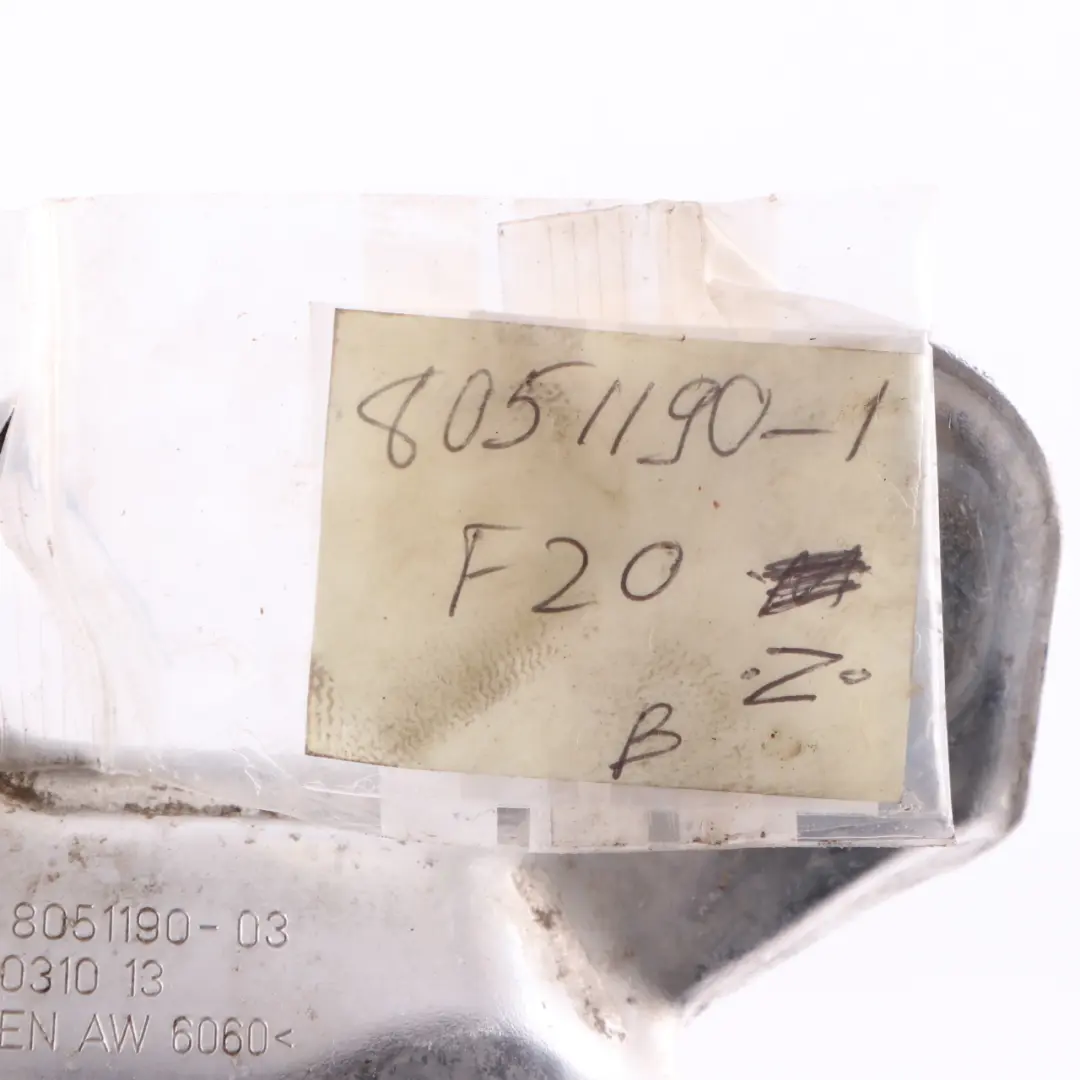 8051190-1
F20
·Z°
B
8051190-03
0310 13
EN AW 6060<